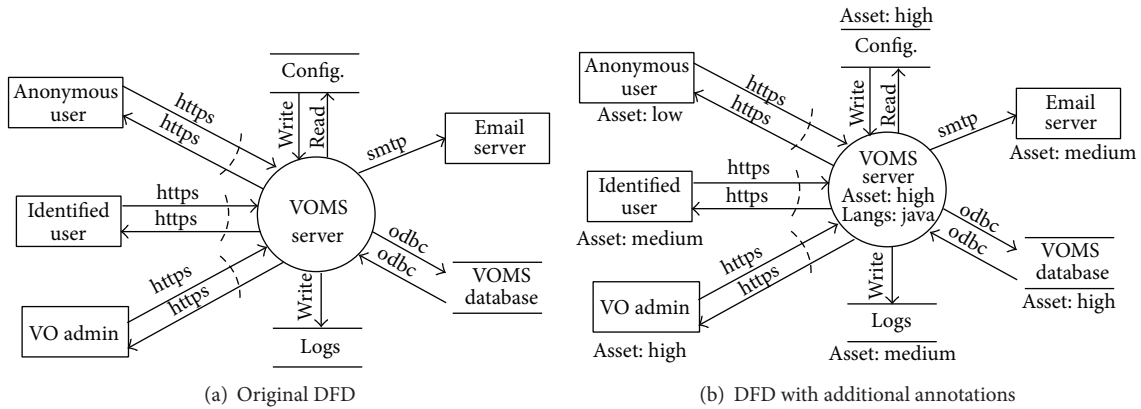 Config.
Anonymous
user
https
https
Write
Read
smtp
Email
server
Identified
user
https
https
VOMS
server
odbc
odbc
VOMS
database
https
https
VO admin
Write
Logs
(a) Original DFD
Asset: high
Config.
Anonymous
user
Asset: low
https
https
Write
Read
smtp
Email
server
Asset: medium
Identified
user
Asset: medium
https
https
VOMS
server
Asset: high
Langs: java
odbc
odbc
VOMS
database
Asset: high
https
https
VO admin
Asset: high
Write
Logs
Asset: medium
(b) DFD with additional annotations